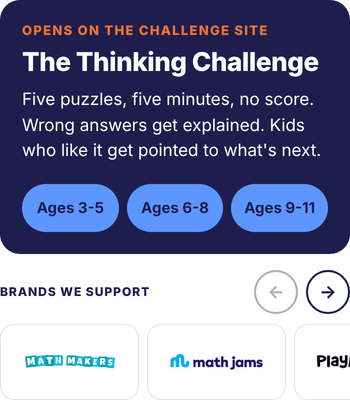 OPENS ON THE CHALLENGE SITE
The Thinking Challenge
Five puzzles, five minutes, no score.
Wrong answers get explained. Kids
who like it get pointed to what's next.
Ages 3-5 Ages 6-8 Ages 9-11
BRANDS WE SUPPORT
MATH MAKERS math jams